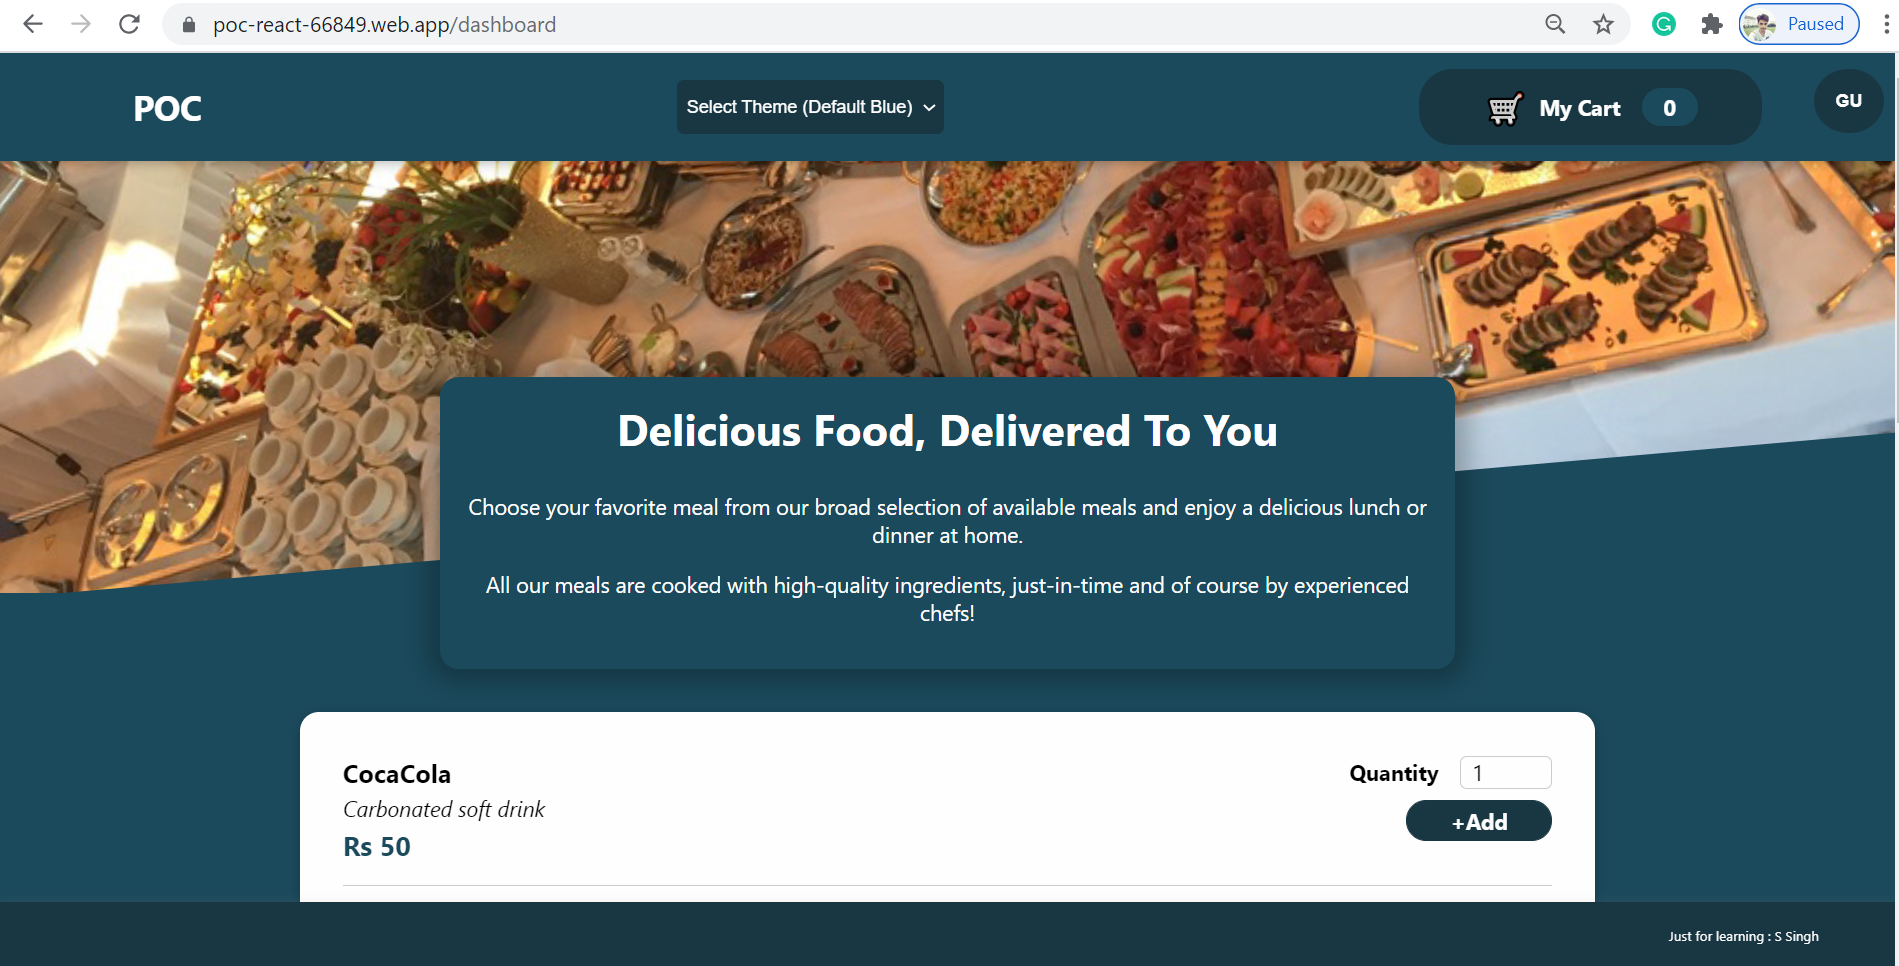 poc-react-66849.web.app/dashboard
Paused
POC
Select Theme (Default Blue)
My Cart 0
GU
Delicious Food, Delivered To You
Choose your favorite meal from our broad selection of available meals and enjoy a delicious lunch or
dinner at home.
All our meals are cooked with high-quality ingredients, just-in-time and of course by experienced
chefs!
CocaCola
Quantity 1
Carbonated soft drink
+Add
Rs 50
Just for learning : S Singh